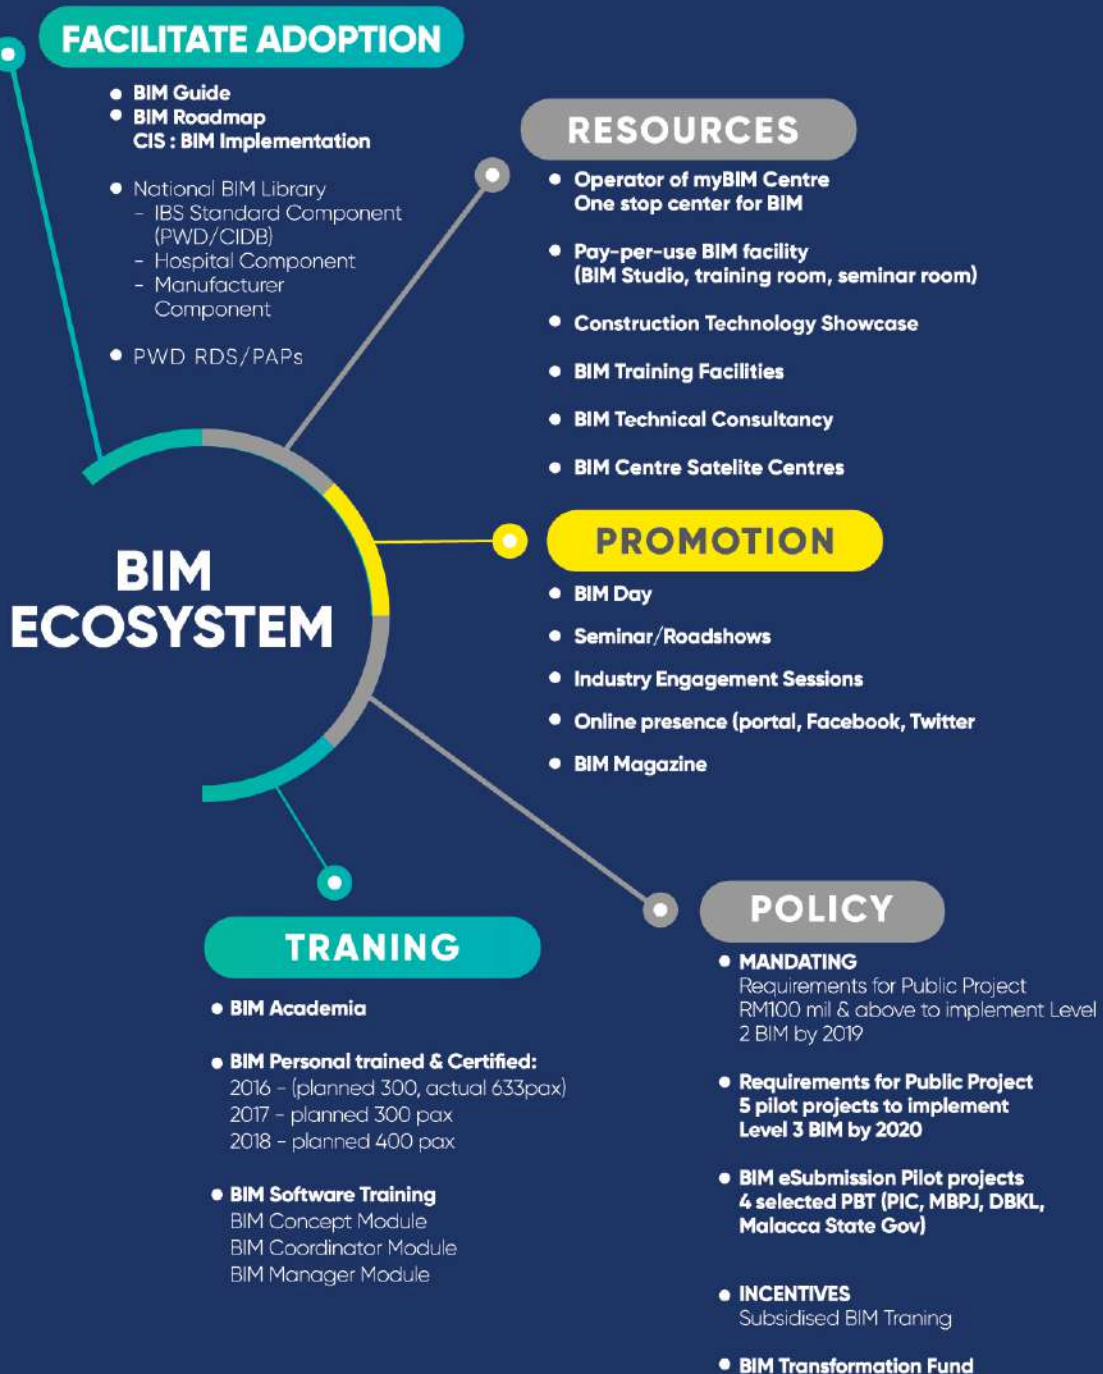 FACILITATE ADOPTION
BIM Guide
BIM Roadmap
CIS : BIM Implementation
National BIM Library
- IBS Standard Component
(PWD/CIDB)
- Hospital Component
- Manufacturer
Component
PWD RDS/PAPs
RESOURCES
Operator of myBIM Centre
One stop center for BIM
Pay-per-use BIM facility
(BIM Studio, training room, seminar room)
Construction Technology Showcase
BIM Training Facilities
BIM Technical Consultancy
BIM Centre Satelite Centres
BIM
ECOSYSTEM
PROMOTION
BIM Day
Seminar/Roadshows
Industry Engagement Sessions
Online presence (portal, Facebook, Twitter
BIM Magazine
TRANING
BIM Academia
BIM Personal trained & Certified:
2016 - (planned 300, actual 633pax)
2017 - planned 300 pax
2018 - planned 400 pax
BIM Software Training
BIM Concept Module
BIM Coordinator Module
BIM Manager Module
POLICY
MANDATING
Requirements for Public Project
RM100 mil & above to implement Level
2 BIM by 2019
Requirements for Public Project
5 pilot projects to implement
Level 3 BIM by 2020
BIM eSubmission Pilot projects
4 selected PBT (PIC, MBPJ, DBKL,
Malacca State Gov)
INCENTIVES
Subsidised BIM Traning
BIM Transformation Fund